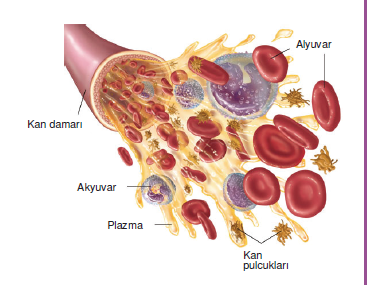 Alyuvar
Kan damarı
Akyuvar
Plazma
Kan
pulcukları